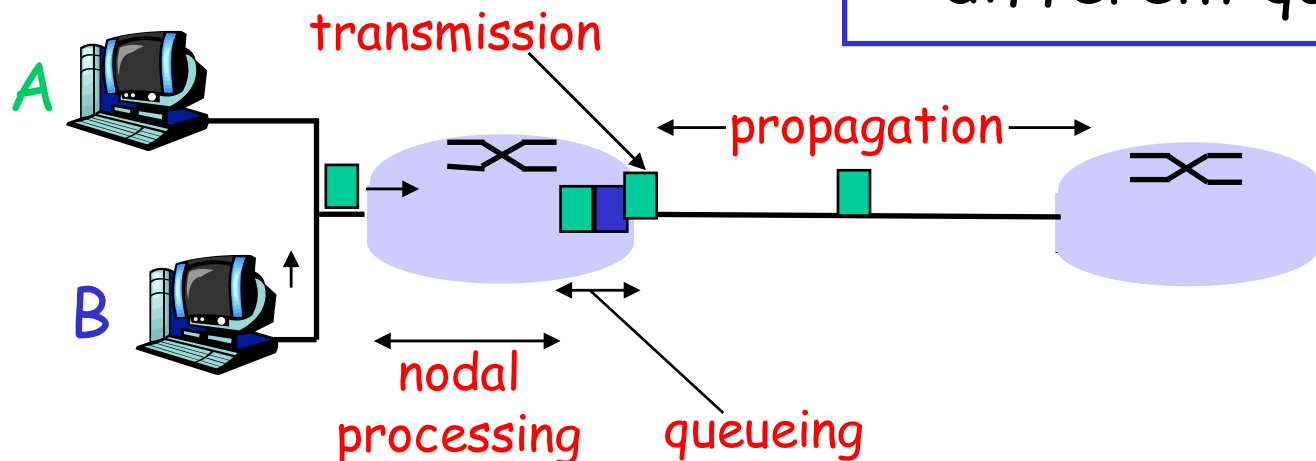 transmission
A
propagation
B
nodal
processing
queueing